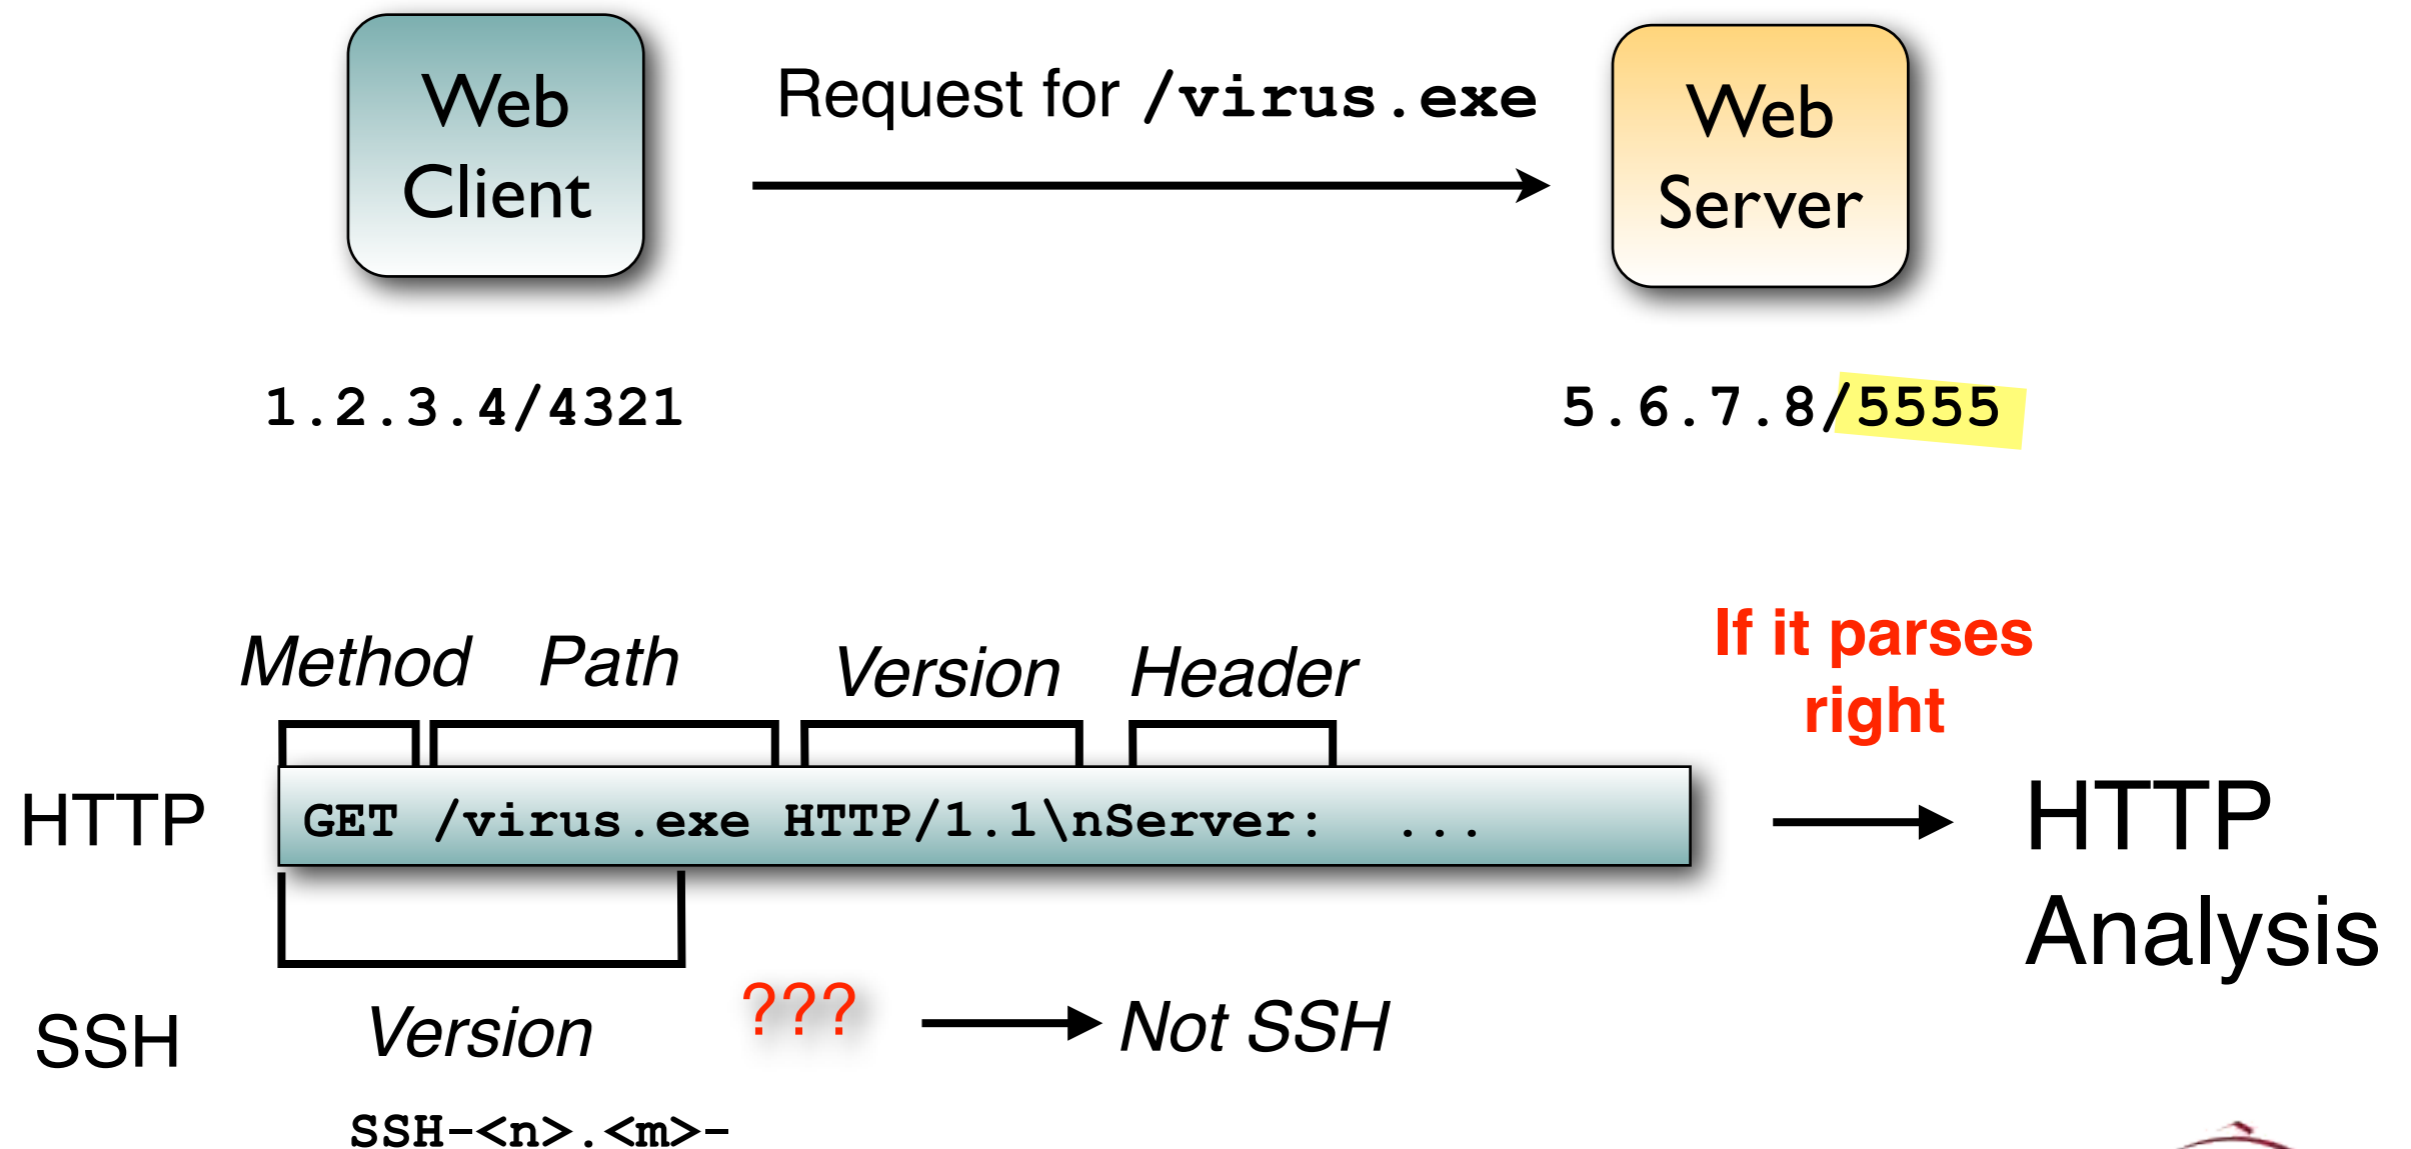 Web
Client
Request for /virus.exe
Web
Server
1.2.3.4/4321
5.6.7.8/5555
Method Path Version Header
If it parses
right
HTTP
GET /virus.exe HTTP/1.1\nServer: ...
HTTP
Analysis
SSH
Version
???
Not SSH
SSH-<n>.<m>-